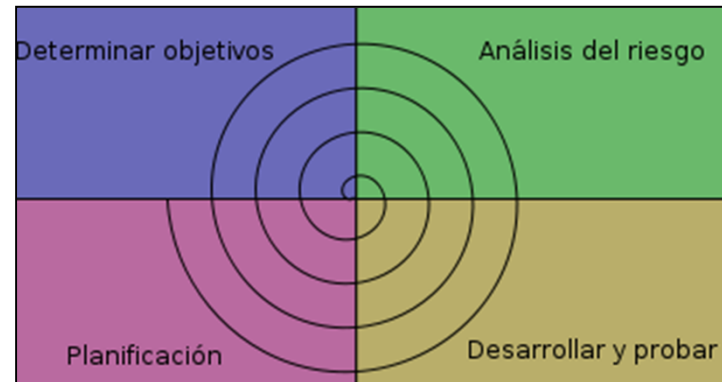 Determinar objetivos
Análisis del riesgo
Planificación
Desarrollar y probar